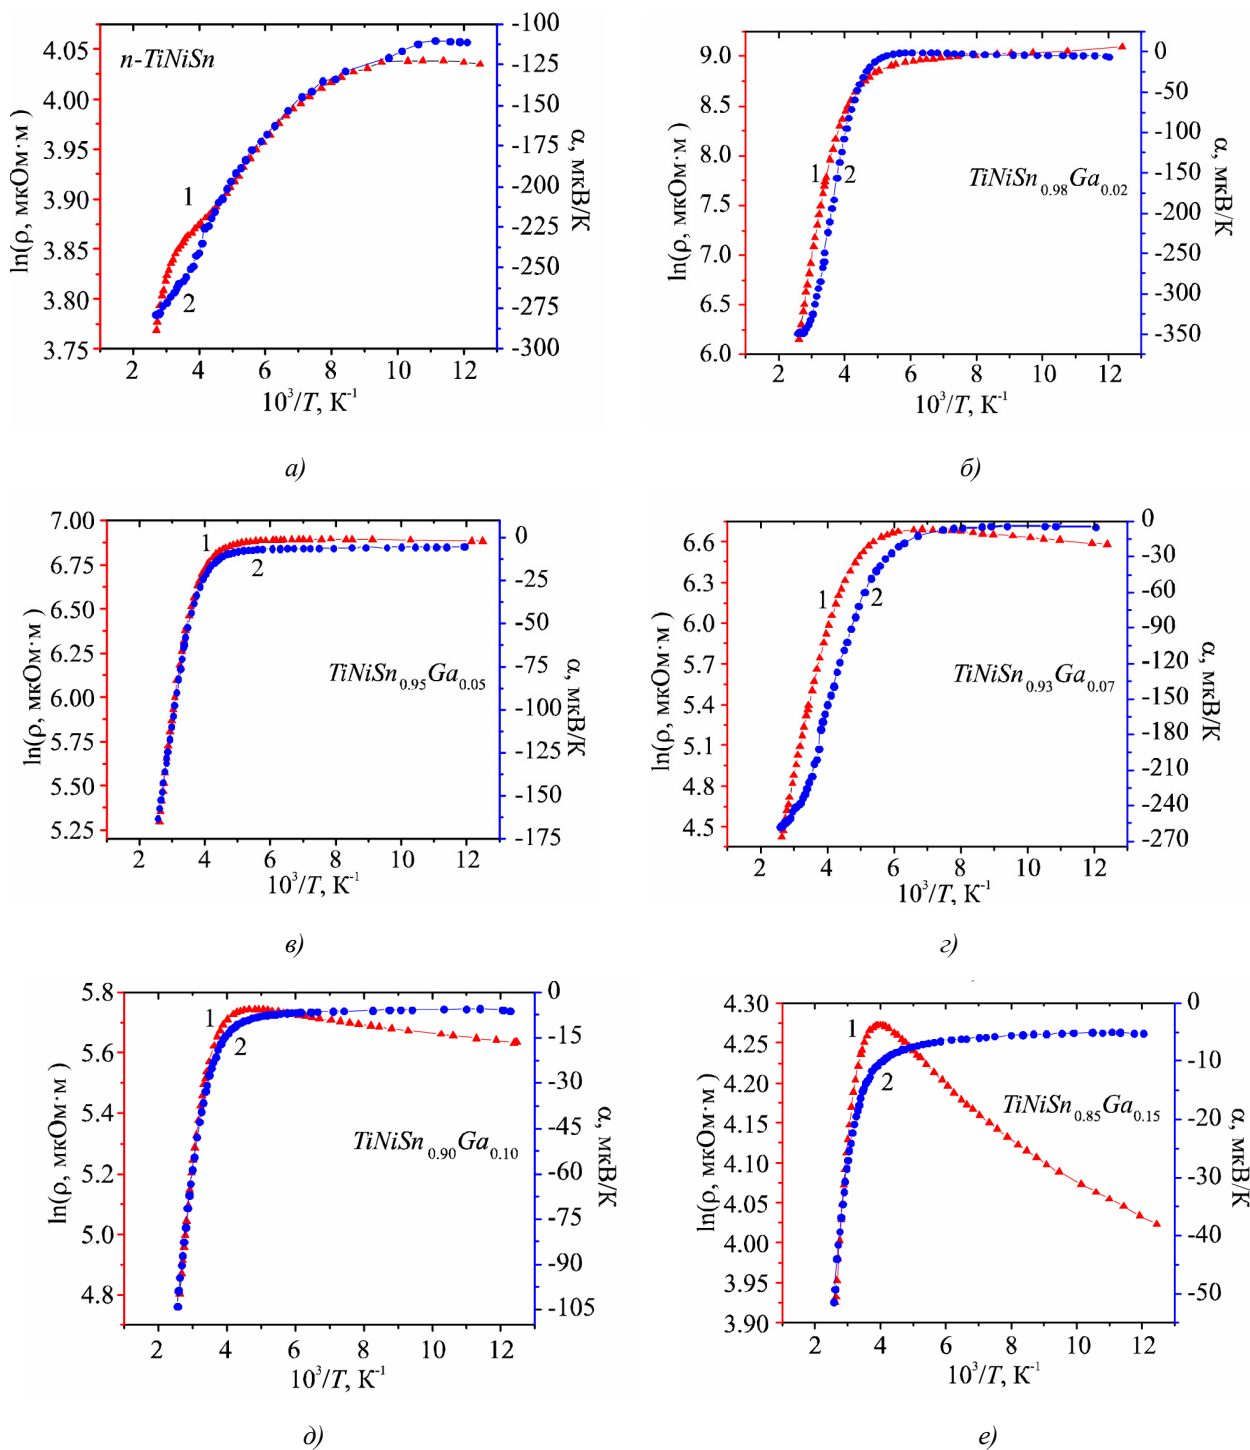 n-TiNiSn
ln(ρ, мкОм·м )
4.05
4.00
3.95
3.90
3.85
3.80
3.75
1
2
-100
-125
-150
-175
-200
-225
-250
-275
-300
α, мкВ/К
2 4 6 8 10 12
10³/T, К⁻¹
а)
ln(ρ, мкОм·м )
9.0
8.5
8.0
7.5
7.0
6.5
6.0
1 2
TiNiSn₀.₉₈Ga₀.₀₂
0
-50
-100
-150
-200
-250
-300
-350
α, мкВ/К
2 4 6 8 10 12
10³/T, К⁻¹
б)
ln(ρ, мкОм·м )
7.00
6.75
6.50
6.25
6.00
5.75
5.50
5.25
1
2
TiNiSn₀.₉₅Ga₀.₀₅
0
-25
-50
-75
-100
-125
-150
-175
α, мкВ/К
2 4 6 8 10 12
10³/T, К⁻¹
в)
ln(ρ, мкОм·м )
6.6
6.3
6.0
5.7
5.4
5.1
4.8
4.5
1 2
TiNiSn₀.₉₃Ga₀.₀₇
0
-30
-60
-90
-120
-150
-180
-210
-240
-270
α, мкВ/К
2 4 6 8 10 12
10³/T, К⁻¹
г)
ln(ρ, мкОм·м )
5.8
5.6
5.4
5.2
5.0
4.8
1
2
TiNiSn₀.₉₀Ga₀.₁₀
0
-15
-30
-45
-60
-75
-90
-105
α, мкВ/К
2 4 6 8 10 12
10³/T, К⁻¹
д)
ln(ρ, мкОм·м )
4.30
4.25
4.20
4.15
4.10
4.05
4.00
3.95
3.90
1
2
TiNiSn₀.₈₅Ga₀.₁₅
0
-10
-20
-30
-40
-50
α, мкВ/К
2 4 6 8 10 12
10³/T, К⁻¹
е)